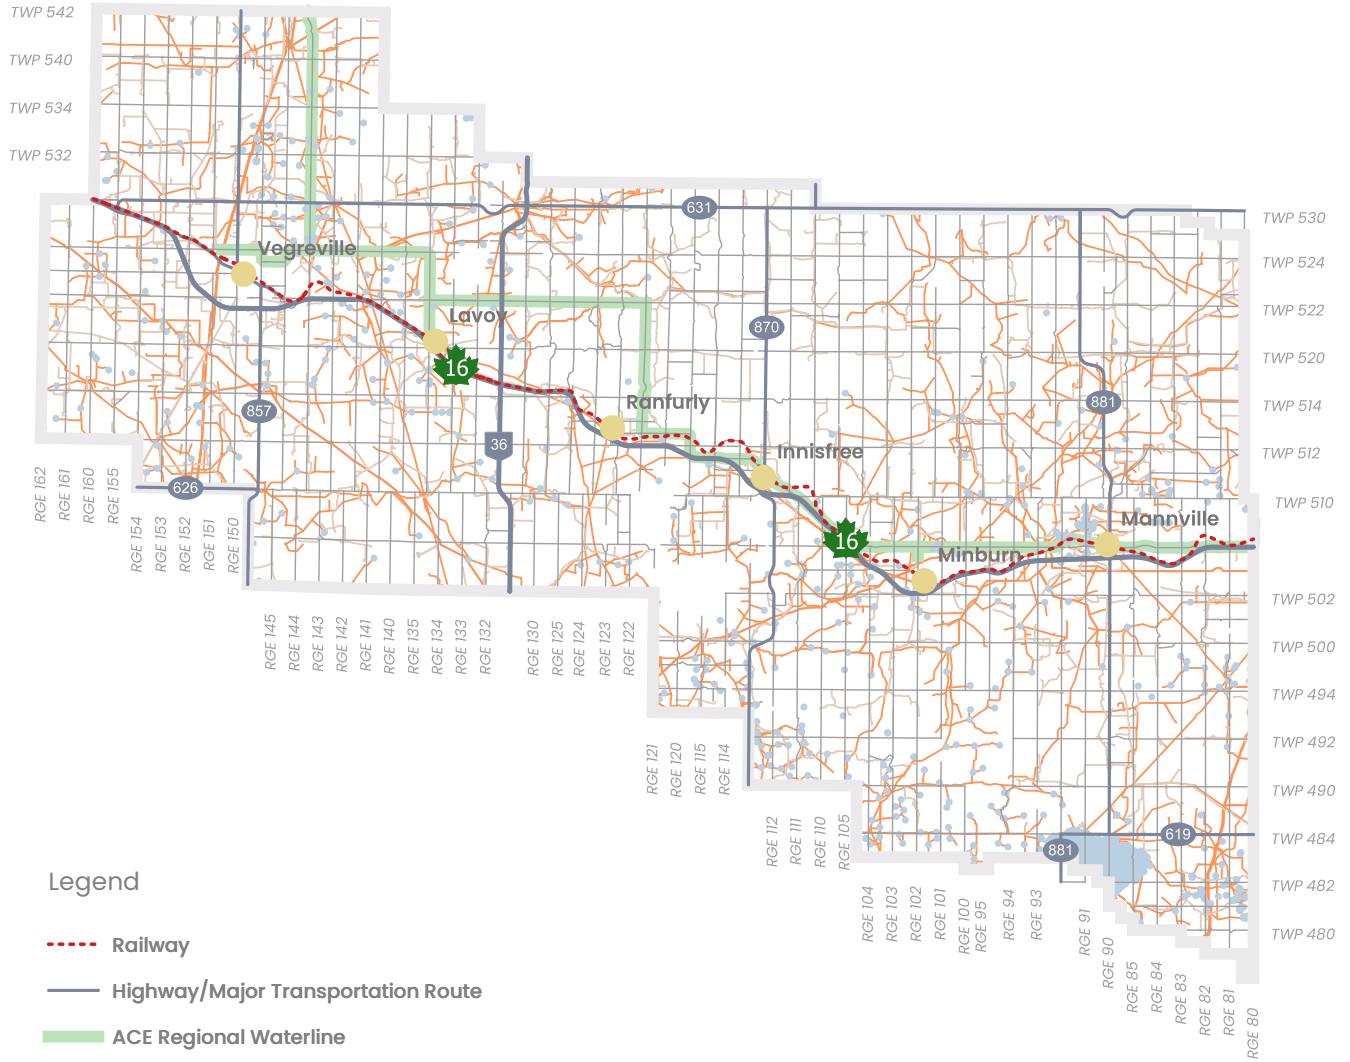 TWP 542
TWP 540
TWP 534
TWP 532
631
TWP 530
Vegreville
TWP 524
Lavoy
TWP 522
870
16
TWP 520
857
Ranfurly
881
TWP 514
36
Innisfree
TWP 512
RGE 162
RGE 161
RGE 160
RGE 155
626
TWP 510
RGE 154
RGE 153
RGE 152
RGE 151
RGE 150
Mannville
16
Minburn
TWP 502
RGE 145
RGE 144
RGE 143
RGE 142
RGE 141
RGE 140
RGE 135
RGE 134
RGE 133
RGE 132
RGE 130
RGE 125
RGE 124
RGE 123
RGE 122
TWP 500
TWP 494
TWP 492
RGE 121
RGE 120
RGE 115
RGE 114
TWP 490
RGE 112
RGE 111
RGE 110
RGE 105
619
TWP 484
881
TWP 482
RGE 104
RGE 103
RGE 102
RGE 101
RGE 100
RGE 95
RGE 94
RGE 93
RGE 91
TWP 480
RGE 90
RGE 85
RGE 84
RGE 83
RGE 82
RGE 81
RGE 80
Legend
Railway
Highway/Major Transportation Route
ACE Regional Waterline